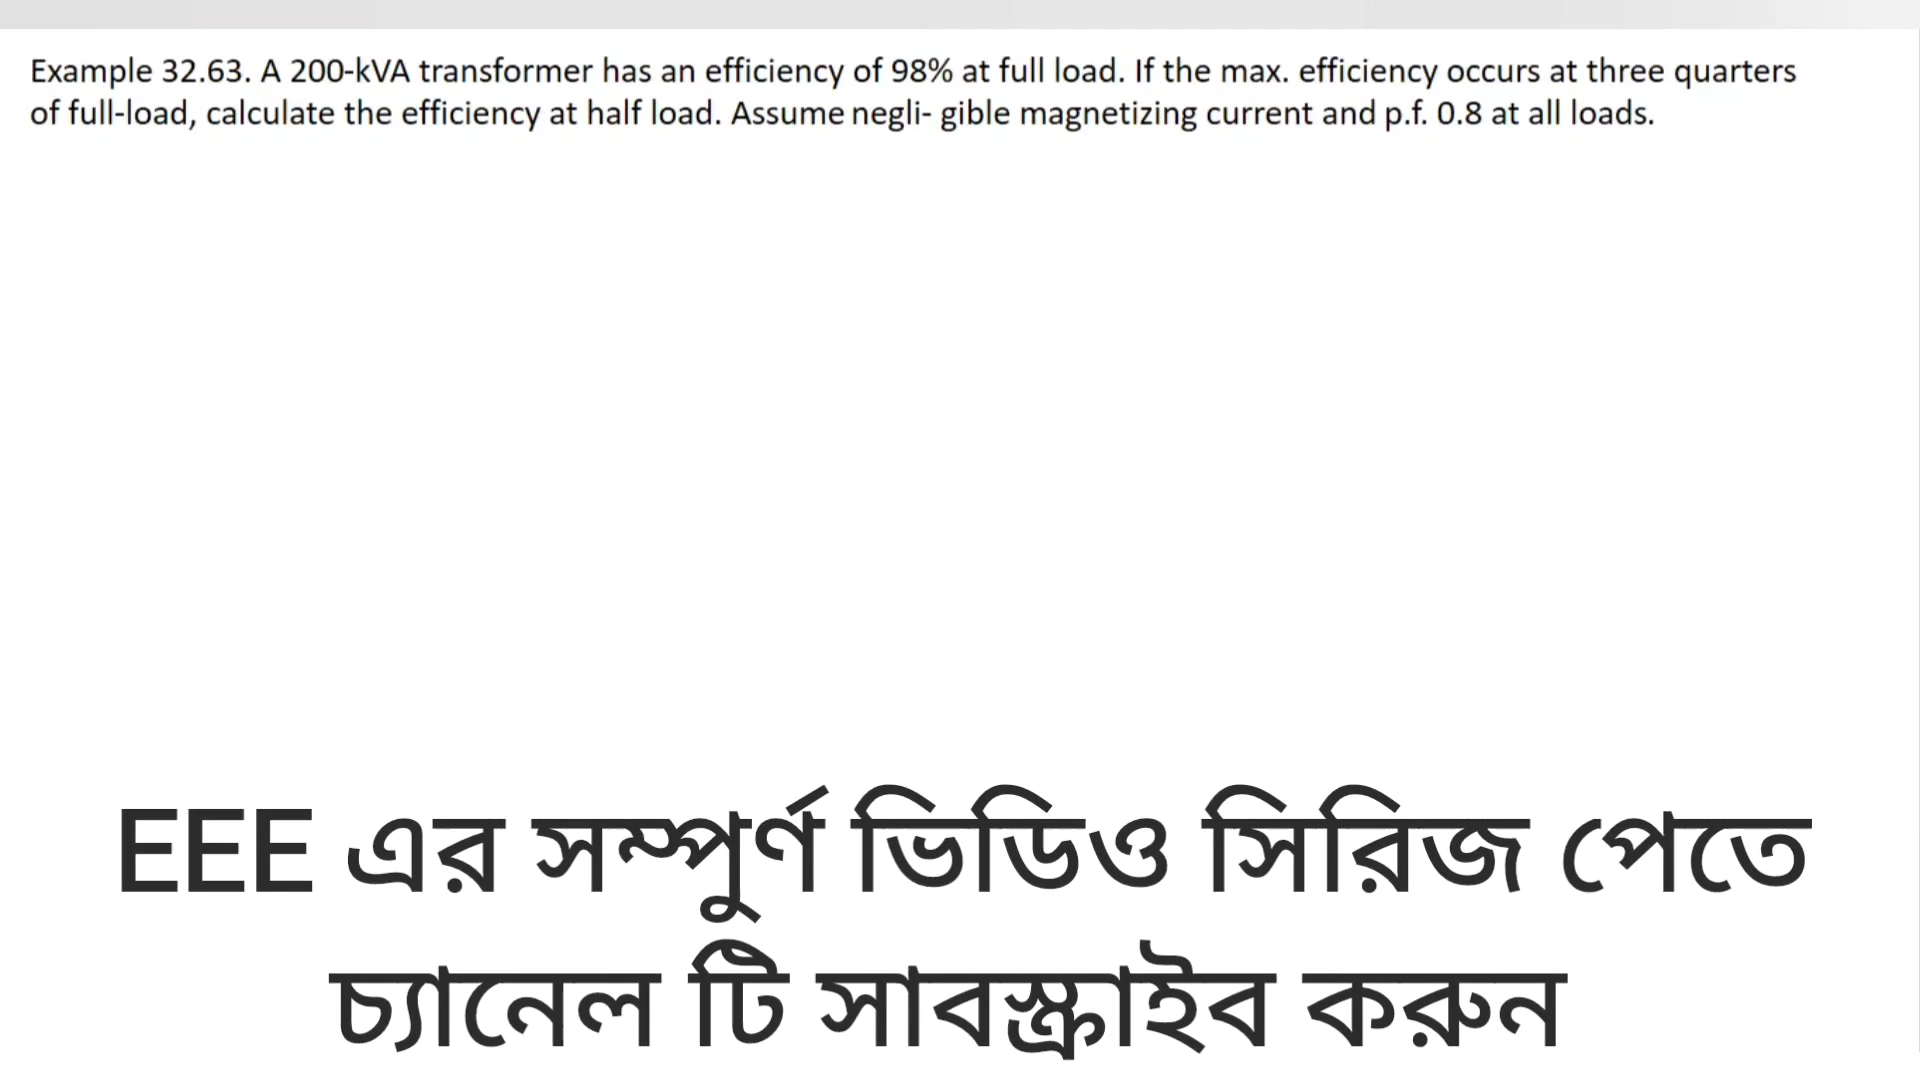 Example 32.63. A 200-kVA transformer has an efficiency of 98% at full load. If the max. efficiency occurs at three quarters
of full-load, calculate the efficiency at half load. Assume negli- gible magnetizing current and p.f. 0.8 at all loads.
EEE এর সম্পুর্ণ ভিডিও সিরিজ পেতে
চ্যানেল টি সাবস্ক্রাইব করুন